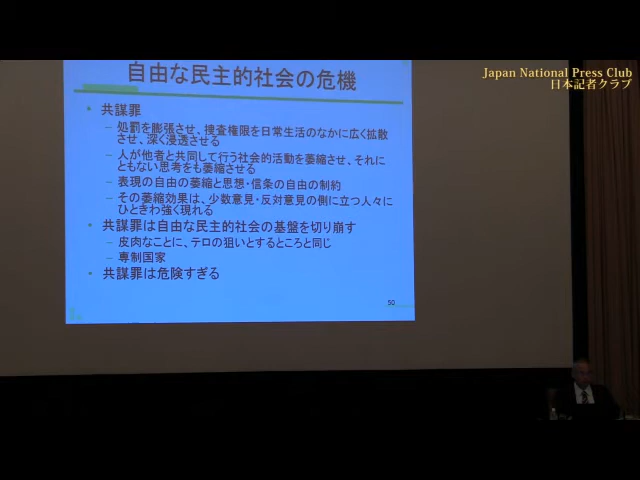 Japan National Press Club
日本記者クラブ
自由な民主的社会の危機
• 共謀罪
– 処罰を膨張させ、捜査権限を日常生活のなかに広く拡散
させ、深く浸透させる
– 人が他者と共同して行う社会的活動を萎縮させ、それに
ともない思考をも萎縮させる
– 表現の自由の萎縮と思想・信条の自由の制約
– その萎縮効果は、少数意見・反対意見の側に立つ人々に
ひときわ強く現れる
• 共謀罪は自由な民主的社会の基盤を切り崩す
– 皮肉なことに、テロの狙いとするところと同じ
– 専制国家
• 共謀罪は危険すぎる
50